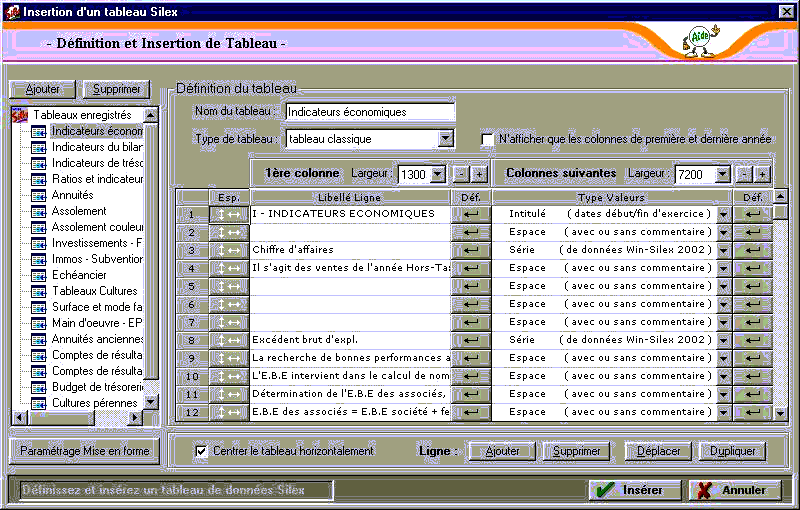 Insertion d'un tableau Silex
- Définition et Insertion de Tableau -
Aide
Ajouter Supprimer
Tableaux enregistrés
Indicateurs économ
Indicateurs du bilan
Indicateurs de tréso
Ratios et indicateur
Annuités
Assolement
Assolement couleur
Investissements - F
Immos - Subvention
Echéancier
Tableaux Cultures
Surface et mode fa
Main d'oeuvre - EP
Annuités anciennes
Comptes de résulta
Comptes de résulta
Budget de trésorerie
Cultures pérennes
Paramétrage Mise en forme
Définition du tableau
Nom du tableau : Indicateurs économiques
Type de tableau : tableau classique N'afficher que les colonnes de première et dernière année
1ère colonne Largeur : 1300 - + Colonnes suivantes Largeur : 7200 - +
Esp. Libellé Ligne Déf. Type Valeurs Déf.
1 I - INDICATEURS ECONOMIQUES Intitulé ( dates début/fin d'exercice )
2 Espace ( avec ou sans commentaire )
3 Chiffre d'affaires Série ( de données Win-Silex 2002 )
4 Il s'agit des ventes de l'année Hors-Ta Espace ( avec ou sans commentaire )
5 Espace ( avec ou sans commentaire )
6 Espace ( avec ou sans commentaire )
7 Espace ( avec ou sans commentaire )
8 Excédent brut d'expl. Série ( de données Win-Silex 2002 )
9 La recherche de bonnes performances a Espace ( avec ou sans commentaire )
10 L'E.B.E intervient dans le calcul de nom Espace ( avec ou sans commentaire )
11 Détermination de l'E.B.E des associés, Espace ( avec ou sans commentaire )
12 E.B.E des associés = E.B.E société + fe Espace ( avec ou sans commentaire )
Centrer le tableau horizontalement Ligne : Ajouter Supprimer Déplacer Dupliquer
Définissez et insérez un tableau de données Silex Insérer Annuler